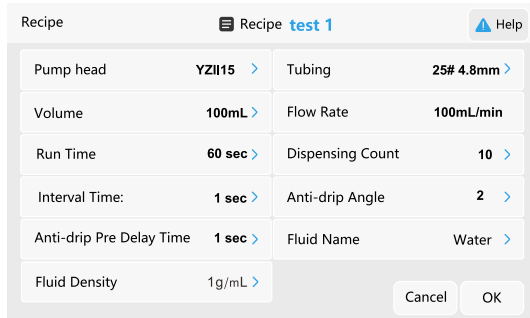 Recipe
Recipe test 1
Help
Pump head YZII15 >
Tubing 25# 4.8mm >
Volume 100mL >
Flow Rate 100mL/min
Run Time 60 sec >
Dispensing Count 10 >
Interval Time: 1 sec >
Anti-drip Angle 2 >
Anti-drip Pre Delay Time 1 sec >
Fluid Name Water >
Fluid Density 1g/mL >
Cancel
OK